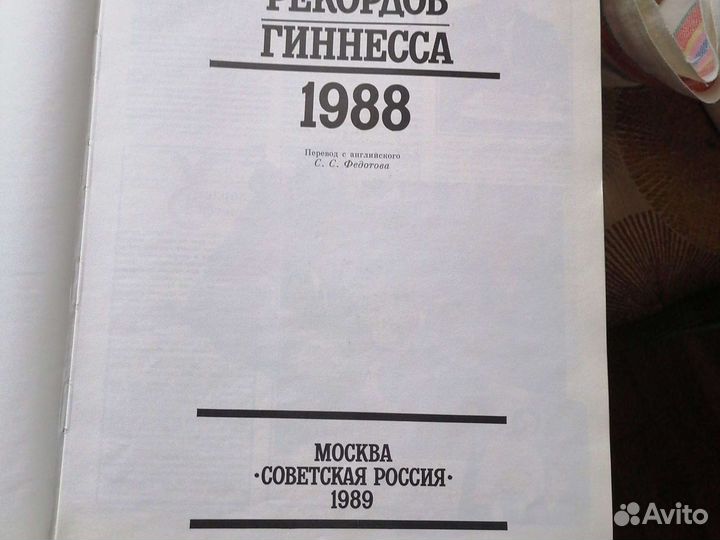 РЕКОРДОВ
ГИННЕССА
1988
Перевод с английского
С. С. Федотова
МОСКВА
·СОВЕТСКАЯ РОССИЯ·
1989
Avito